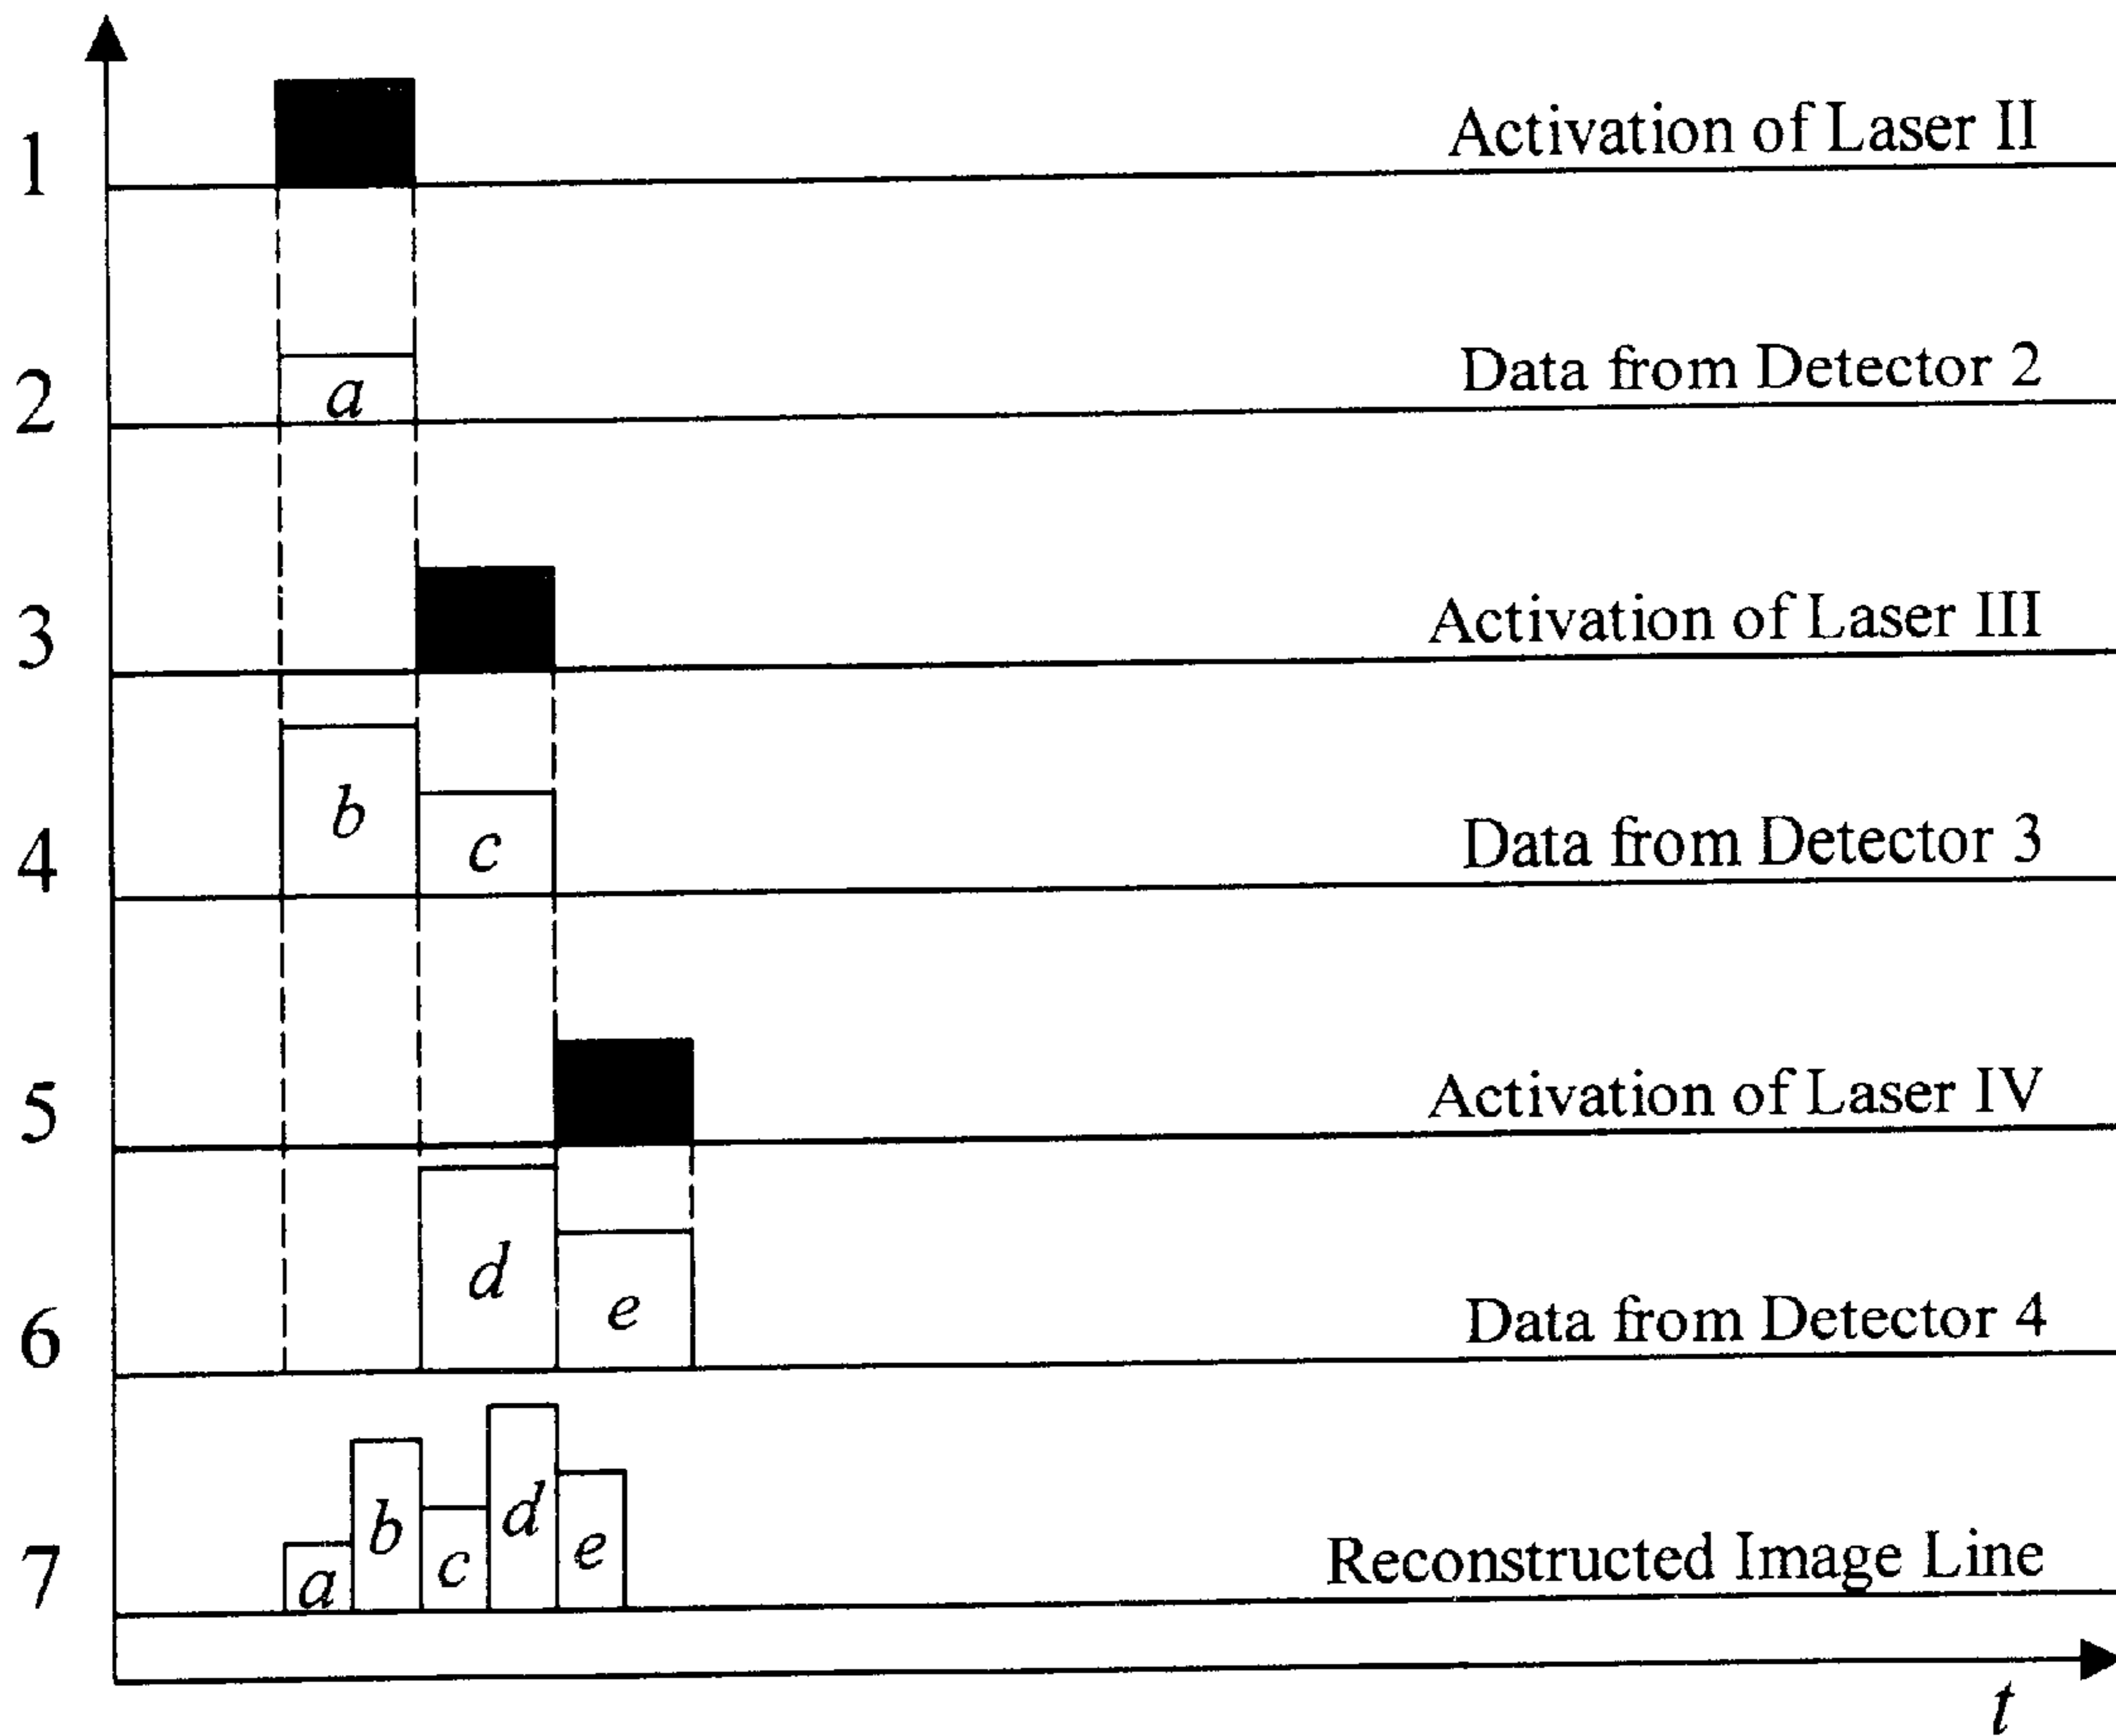 1 Activation of Laser II
2 a Data from Detector 2
3 Activation of Laser III
4 b c Data from Detector 3
5 Activation of Laser IV
6 d e Data from Detector 4
7 a b c d e Reconstructed Image Line
t